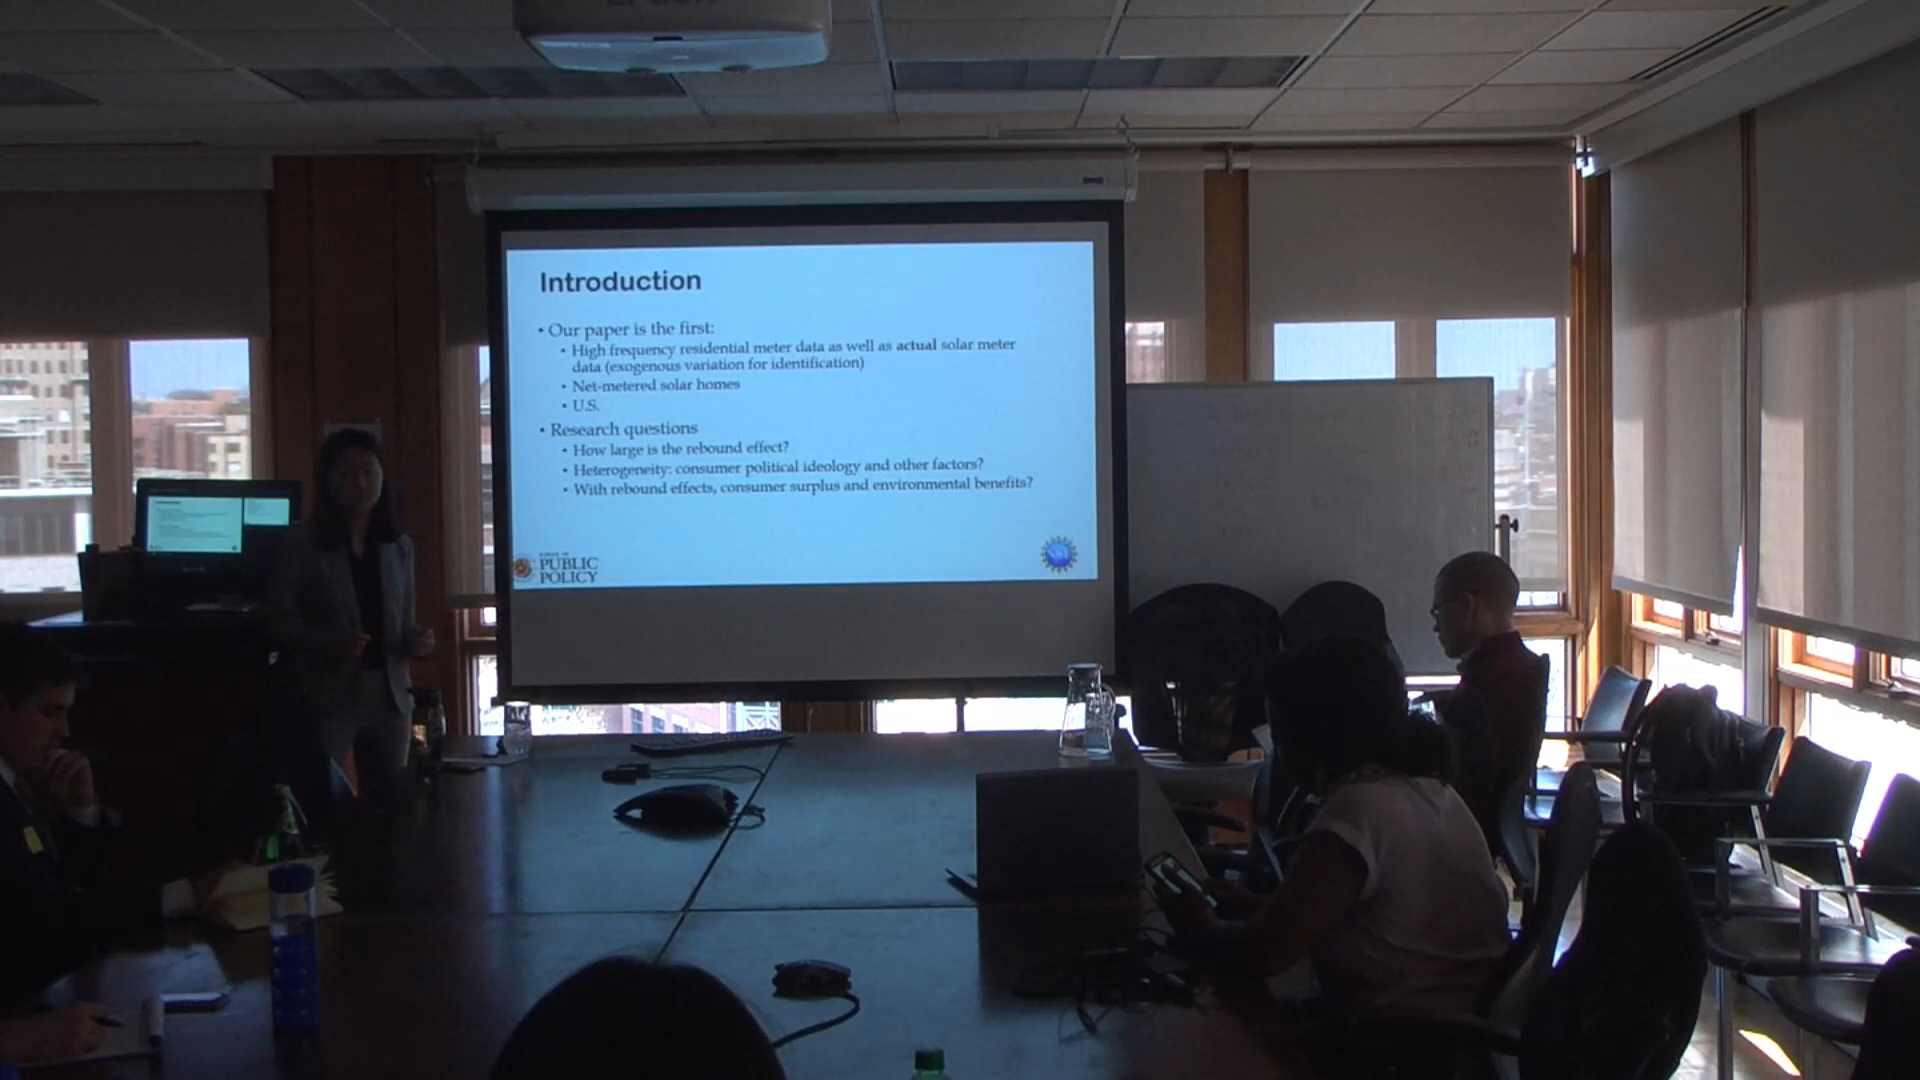 Introduction
• Our paper is the first:
• High frequency residential meter data as well as actual solar meter
data (exogenous variation for identification)
• Net-metered solar homes
• U.S.
• Research questions
• How large is the rebound effect?
• Heterogeneity: consumer political ideology and other factors?
• With rebound effects, consumer surplus and environmental benefits?
PUBLIC
POLICY